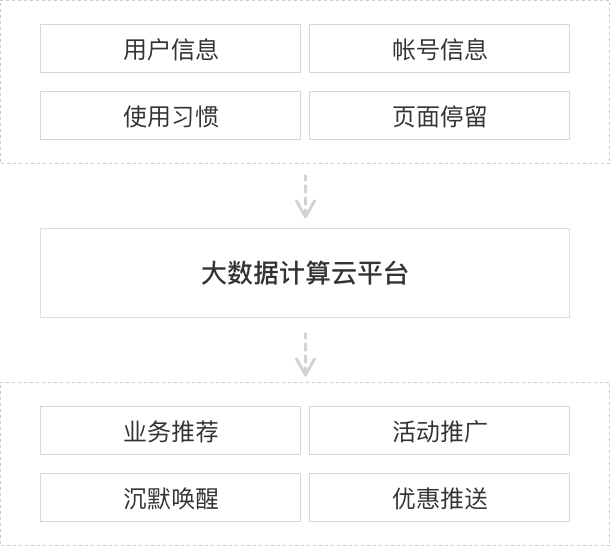 用户信息
帐号信息
使用习惯
页面停留
大数据计算云平台
业务推荐
活动推广
沉默唤醒
优惠推送